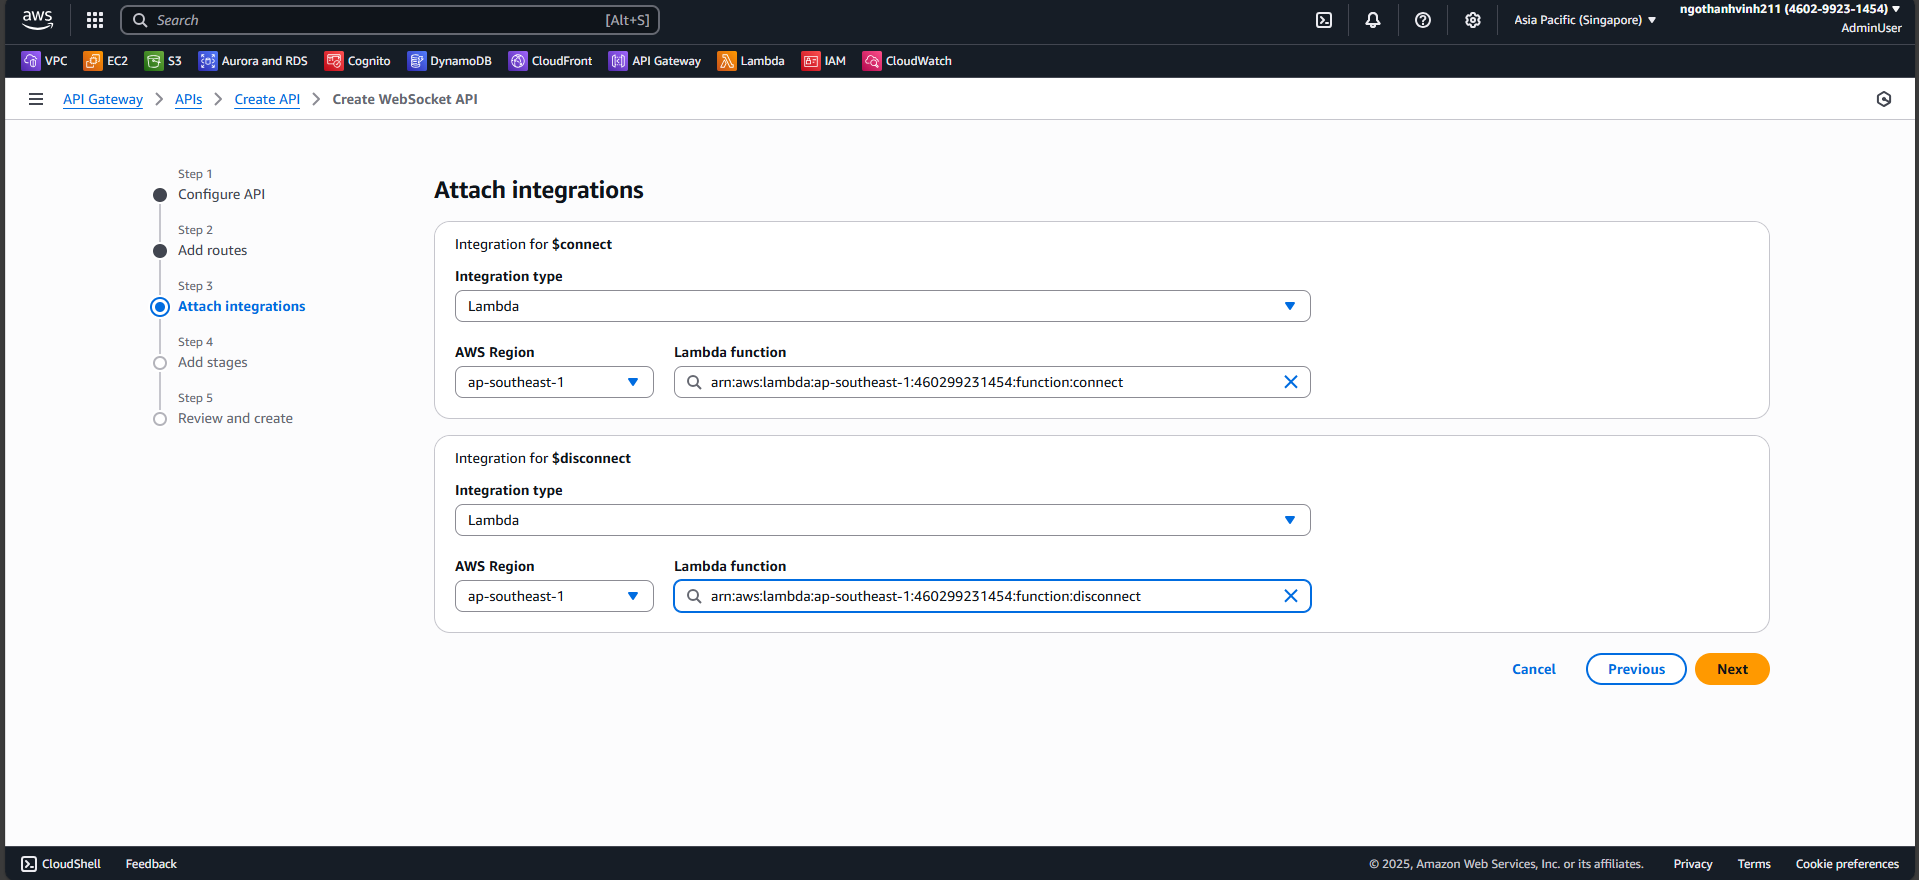 aws
Search [Alt+S]
Asia Pacific (Singapore)
ngothanhvinh211 (4602-9923-1454)
AdminUser
VPC EC2 S3 Aurora and RDS Cognito DynamoDB CloudFront API Gateway Lambda IAM CloudWatch
API Gateway APIs Create API Create WebSocket API
Step 1
Configure API
Step 2
Add routes
Step 3
Attach integrations
Step 4
Add stages
Step 5
Review and create
Attach integrations
Integration for $connect
Integration type
Lambda
AWS Region Lambda function
ap-southeast-1 arn:aws:lambda:ap-southeast-1:460299231454:function:connect
Integration for $disconnect
Integration type
Lambda
AWS Region Lambda function
ap-southeast-1 arn:aws:lambda:ap-southeast-1:460299231454:function:disconnect
Cancel Previous Next
CloudShell Feedback © 2025, Amazon Web Services, Inc. or its affiliates. Privacy Terms Cookie preferences